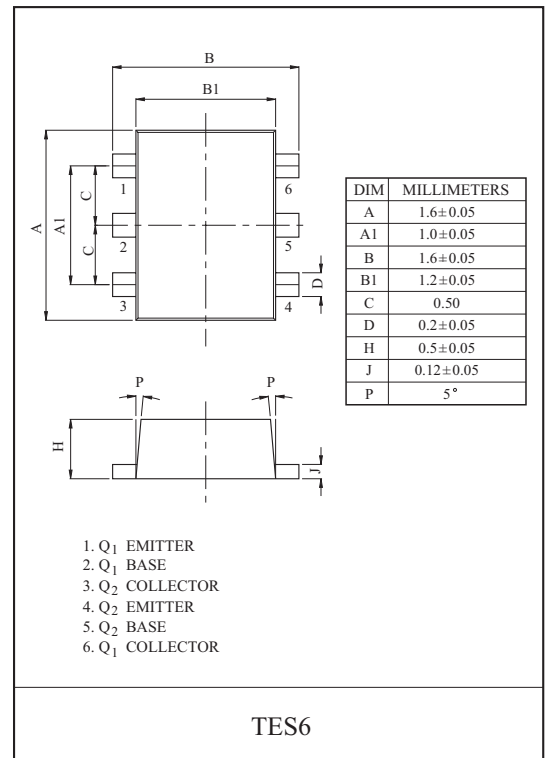 B
B1
A
A1
C
C
D
1
2
3
6
5
4
DIM MILLIMETERS
A 1.6±0.05
A1 1.0±0.05
B 1.6±0.05
B1 1.2±0.05
C 0.50
D 0.2±0.05
H 0.5±0.05
J 0.12±0.05
P 5°
P
P
H
J
1. Q1 EMITTER
2. Q1 BASE
3. Q2 COLLECTOR
4. Q2 EMITTER
5. Q2 BASE
6. Q1 COLLECTOR
TES6